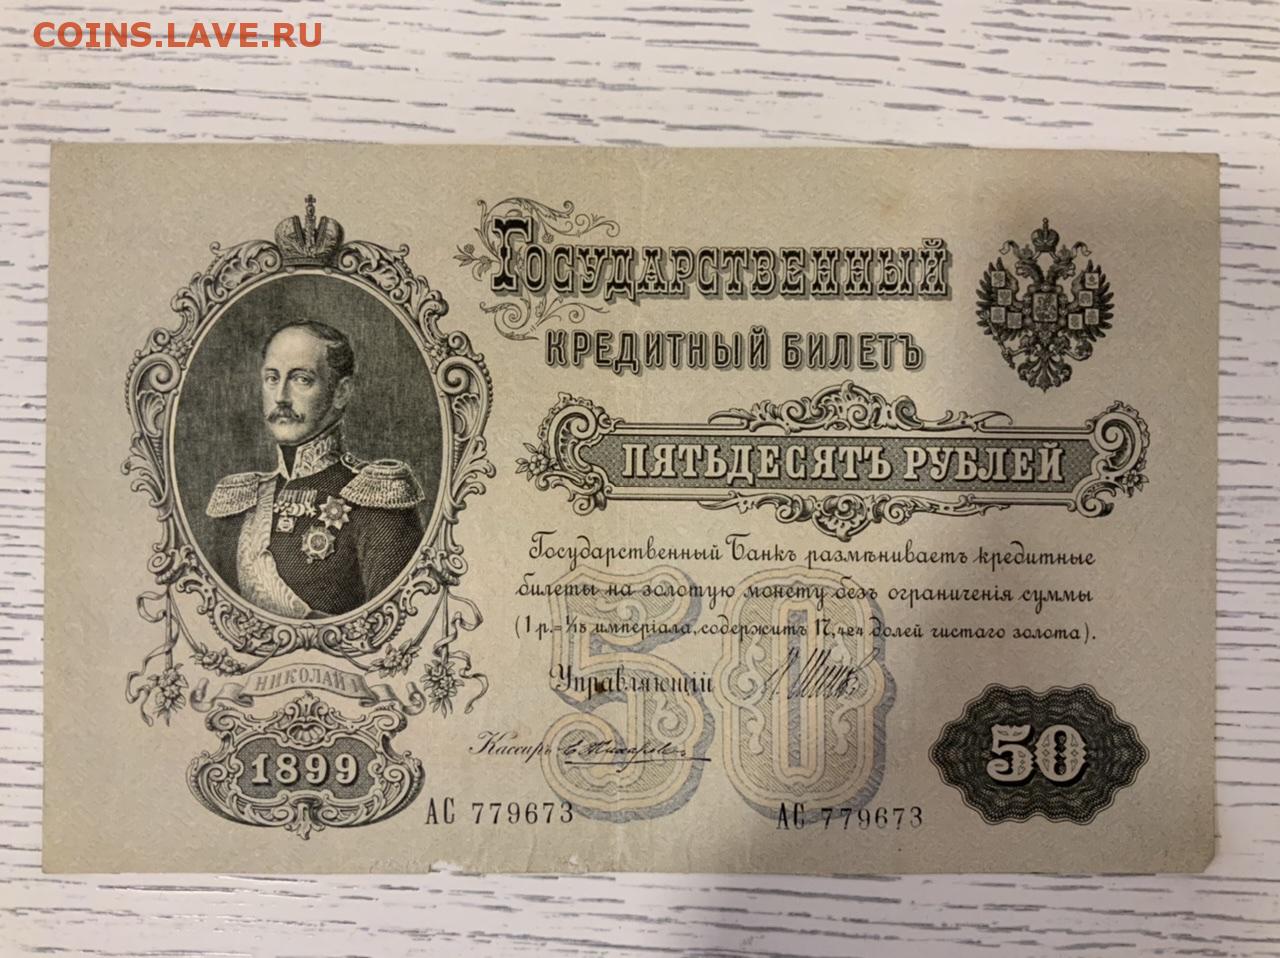 COINS.LAVE.RU
ГОСУДАРСТВЕННЫЙ
КРЕДИТНЫЙ БИЛЕТЪ
ПЯТЬДЕСЯТЪ РУБЛЕЙ
Государственный Банкъ размѣниваетъ кредитные
билеты на золотую монету безъ ограниченія суммы
(1 р.=1/15 имперіала, содержитъ 17,424 долей чистаго золота).
Управляющій
НИКОЛАЙ I
50
Кассиръ
1899
50
АС 779673
АС 779673